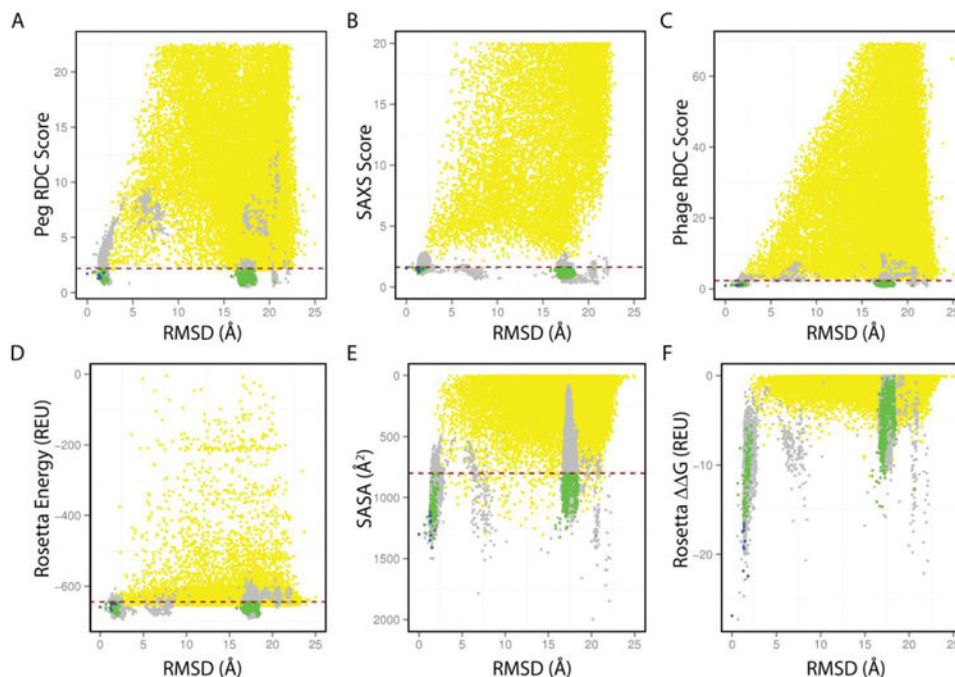 A
Peg RDC Score
20
15
10
5
0
0 5 10 15 20 25
RMSD (Å)
B
SAXS Score
20
15
10
5
0
0 5 10 15 20 25
RMSD (Å)
C
Phage RDC Score
60
40
20
0
0 5 10 15 20 25
RMSD (Å)
D
Rosetta Energy (REU)
0
−200
−400
−600
0 5 10 15 20 25
RMSD (Å)
E
SASA (Å²)
0
500
1000
1500
2000
0 5 10 15 20 25
RMSD (Å)
F
Rosetta ΔΔG (REU)
0
−10
−20
0 5 10 15 20 25
RMSD (Å)